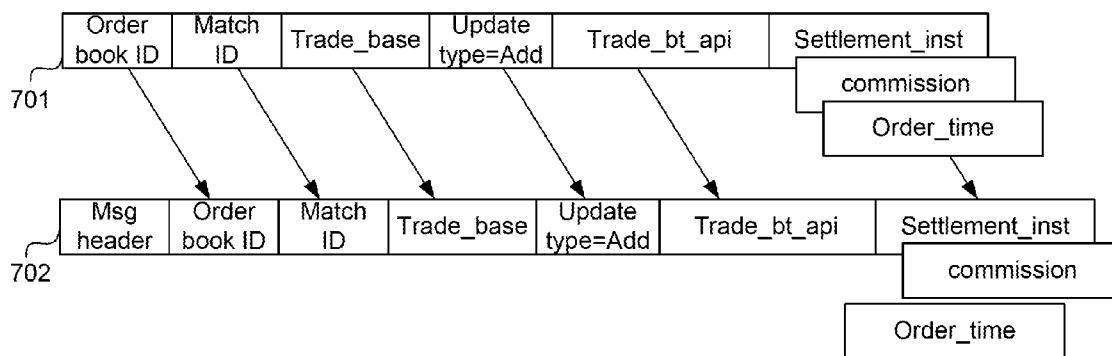 Order
book ID
Match
ID
Trade_base
Update
type=Add
Trade_bt_api
Settlement_inst
commission
Order_time
701
Msg
header
Order
book ID
Match
ID
Trade_base
Update
type=Add
Trade_bt_api
Settlement_inst
commission
Order_time
702